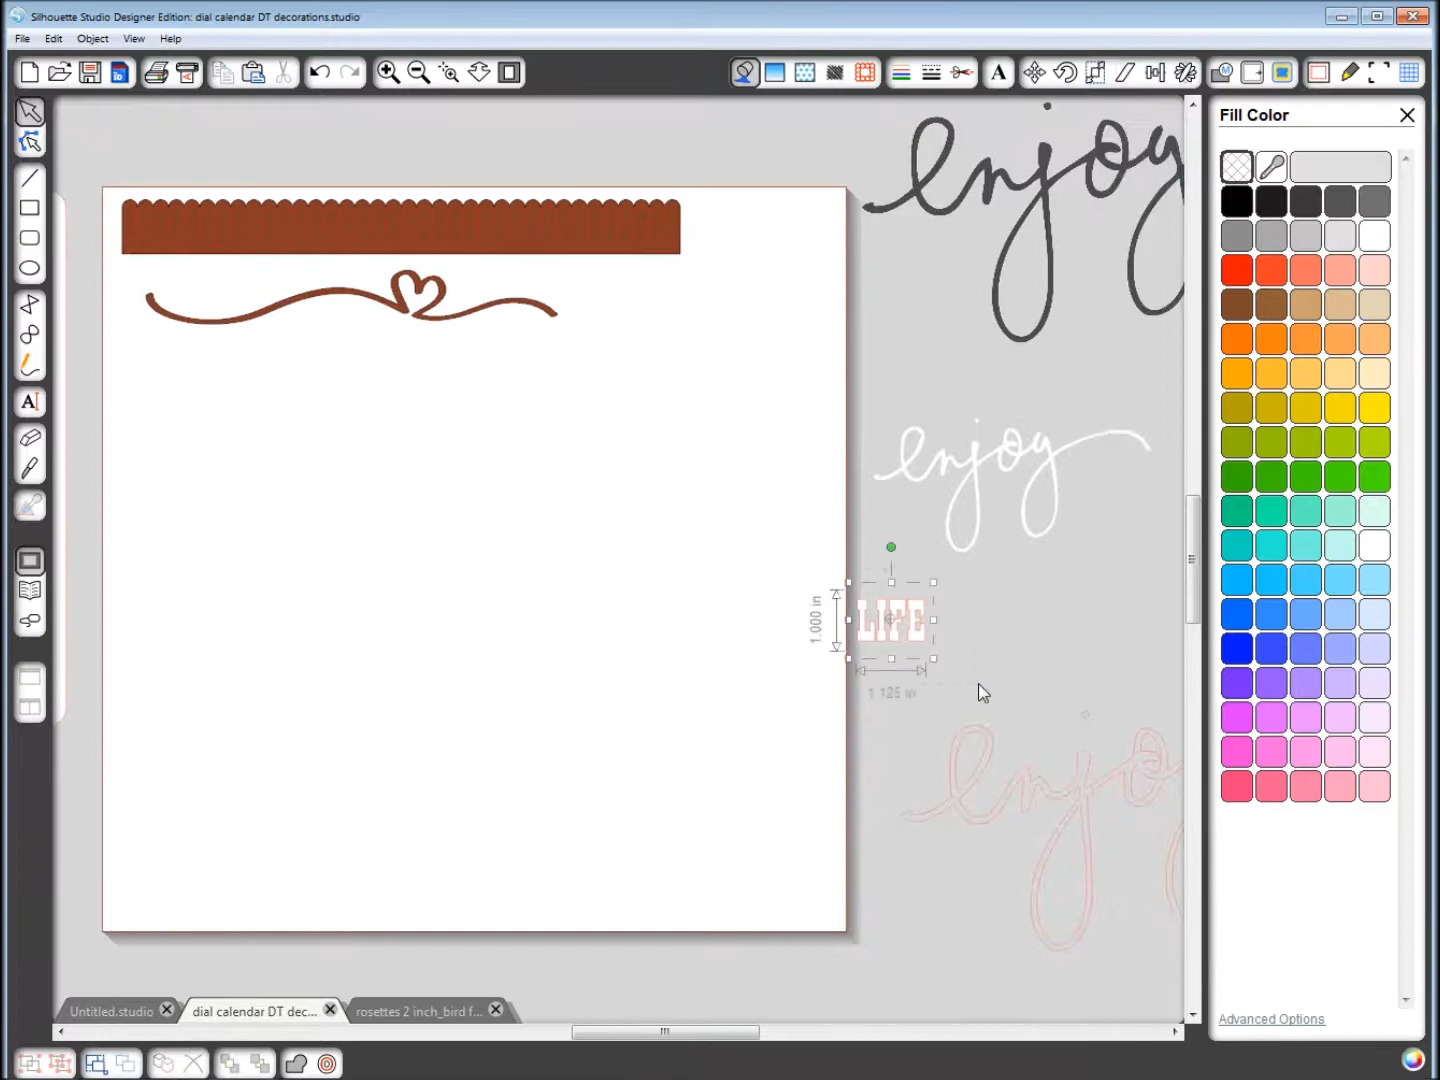 Silhouette Studio Designer Edition: dial calendar DT decorations.studio
File Edit Object View Help
Fill Color
enjoy
enjoy
1.000 in
LIFE
1.125 in
enjo
Untitled.studio
dial calendar DT dec...
rosettes 2 inch_bird f...
Advanced Options